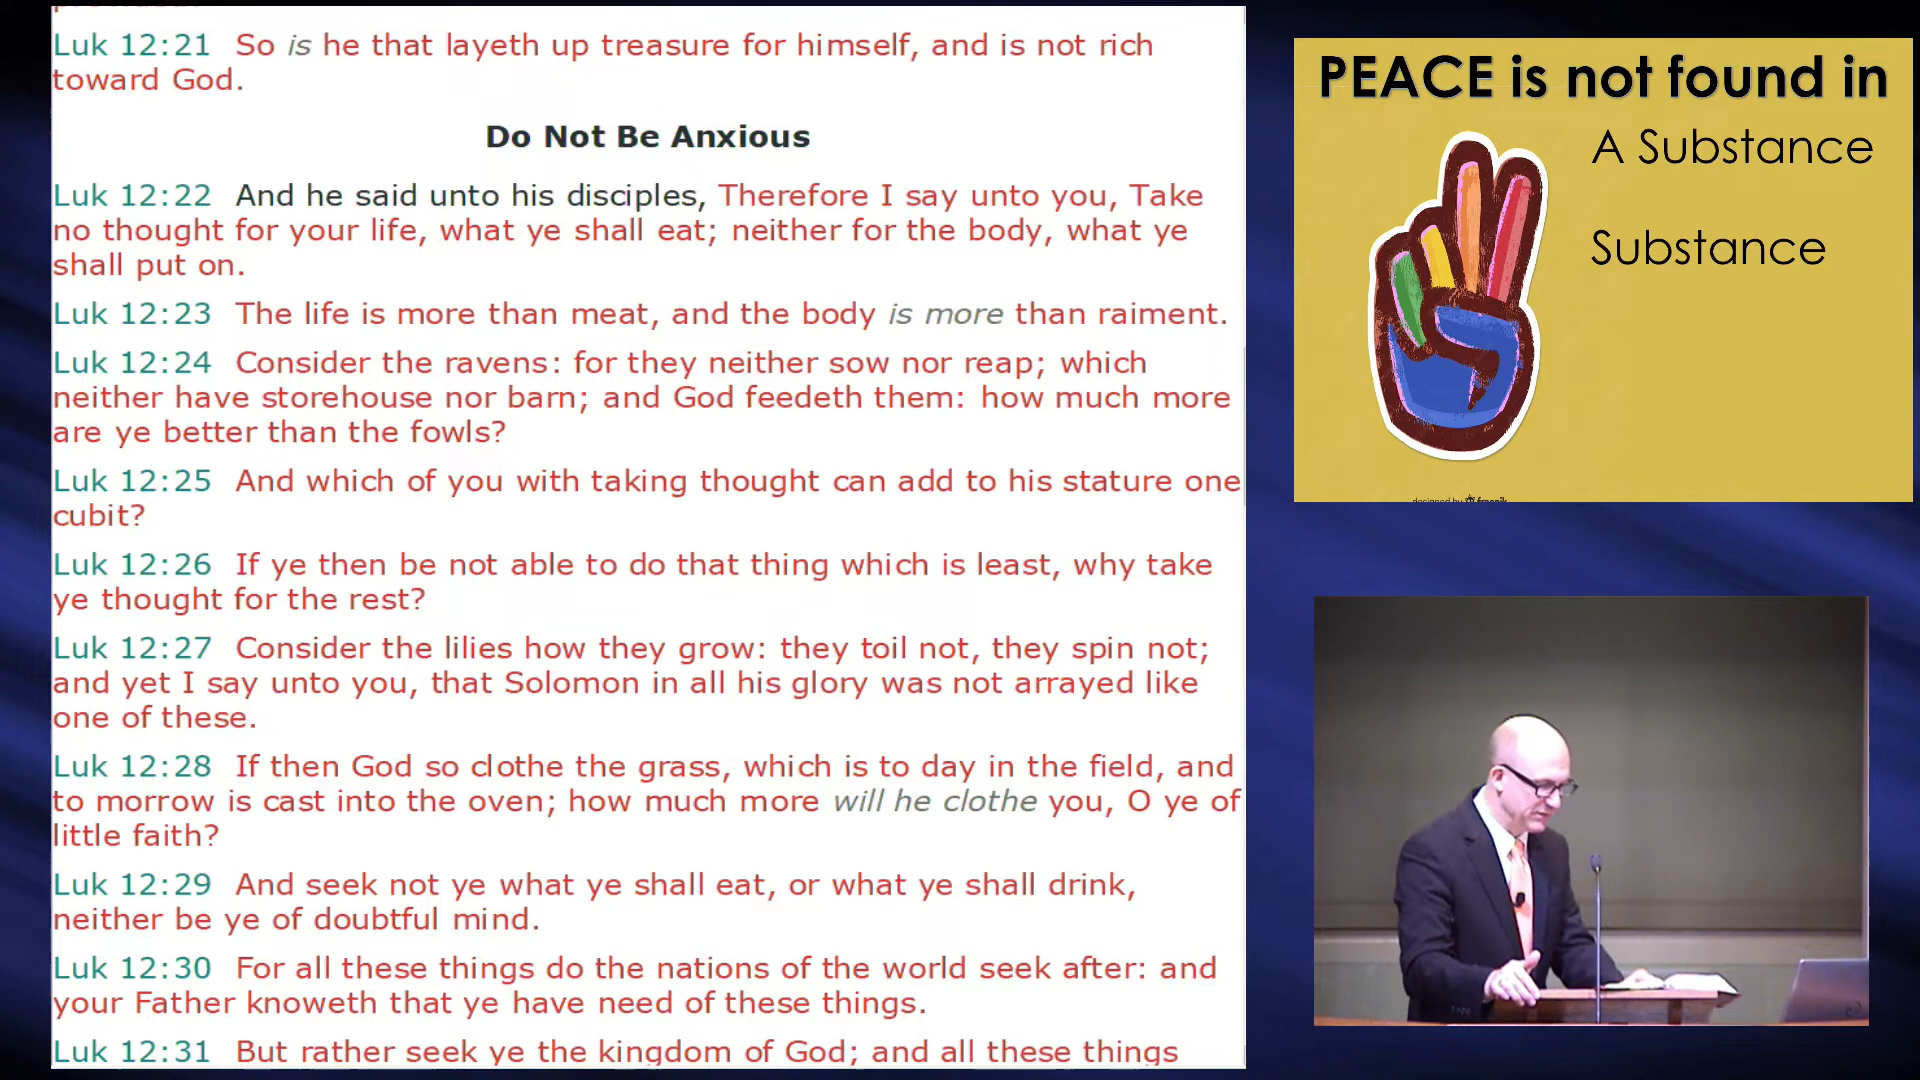 Luk 12:21 So is he that layeth up treasure for himself, and is not rich
toward God.
Do Not Be Anxious
Luk 12:22 And he said unto his disciples, Therefore I say unto you, Take
no thought for your life, what ye shall eat; neither for the body, what ye
shall put on.
Luk 12:23 The life is more than meat, and the body is more than raiment.
Luk 12:24 Consider the ravens: for they neither sow nor reap; which
neither have storehouse nor barn; and God feedeth them: how much more
are ye better than the fowls?
Luk 12:25 And which of you with taking thought can add to his stature one
cubit?
Luk 12:26 If ye then be not able to do that thing which is least, why take
ye thought for the rest?
Luk 12:27 Consider the lilies how they grow: they toil not, they spin not;
and yet I say unto you, that Solomon in all his glory was not arrayed like
one of these.
Luk 12:28 If then God so clothe the grass, which is to day in the field, and
to morrow is cast into the oven; how much more will he clothe you, O ye of
little faith?
Luk 12:29 And seek not ye what ye shall eat, or what ye shall drink,
neither be ye of doubtful mind.
Luk 12:30 For all these things do the nations of the world seek after: and
your Father knoweth that ye have need of these things.
Luk 12:31 But rather seek ye the kingdom of God; and all these things
PEACE is not found in
A Substance
Substance
designed by freepik